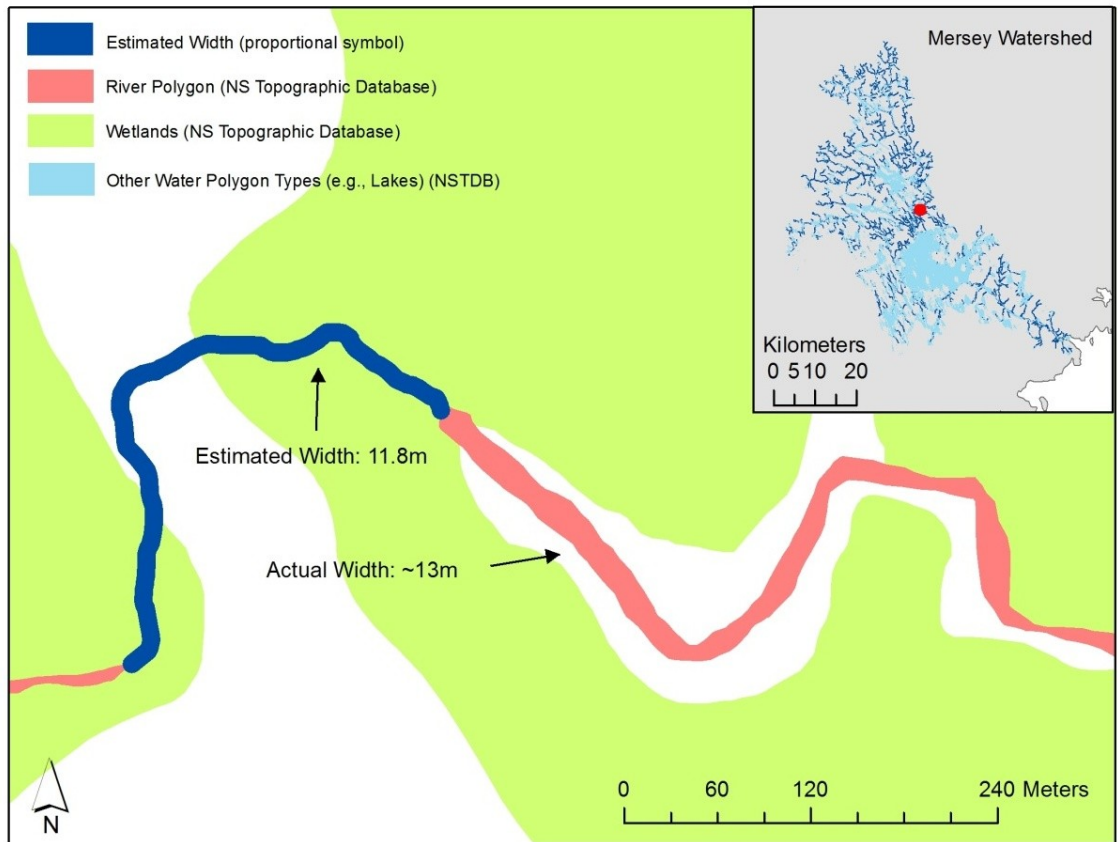 Estimated Width (proportional symbol)
River Polygon (NS Topographic Database)
Wetlands (NS Topographic Database)
Other Water Polygon Types (e.g., Lakes) (NSTDB)
Mersey Watershed
Kilometers
0 5 10 20
Estimated Width: 11.8m
Actual Width: ~13m
N
0 60 120 240 Meters